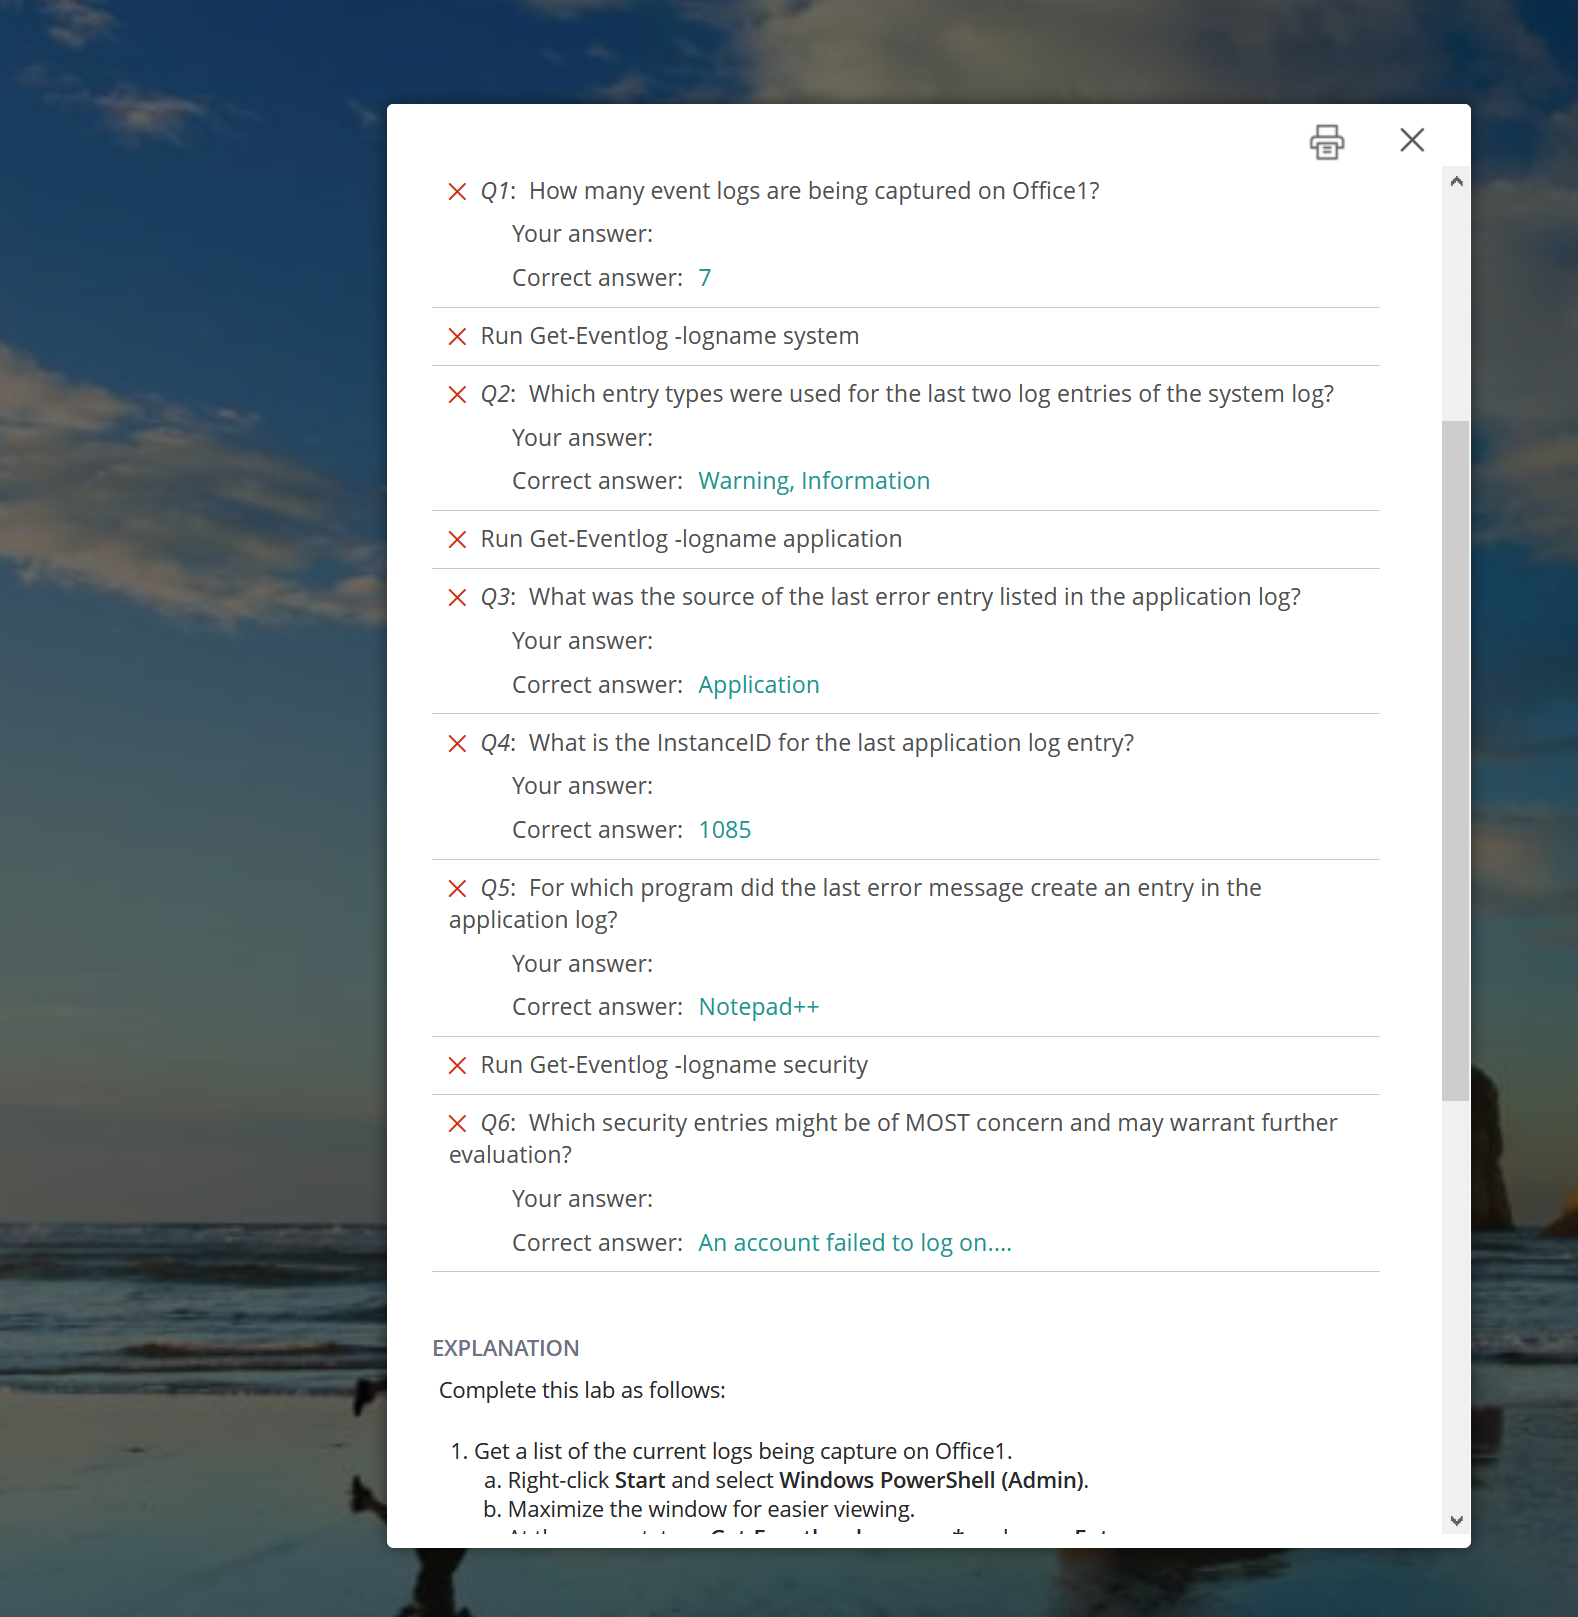 Q1: How many event logs are being captured on Office1?
Your answer:
Correct answer: 7
Run Get-Eventlog -logname system
Q2: Which entry types were used for the last two log entries of the system log?
Your answer:
Correct answer: Warning, Information
Run Get-Eventlog -logname application
Q3: What was the source of the last error entry listed in the application log?
Your answer:
Correct answer: Application
Q4: What is the InstanceID for the last application log entry?
Your answer:
Correct answer: 1085
Q5: For which program did the last error message create an entry in the
application log?
Your answer:
Correct answer: Notepad++
Run Get-Eventlog -logname security
Q6: Which security entries might be of MOST concern and may warrant further
evaluation?
Your answer:
Correct answer: An account failed to log on....
EXPLANATION
Complete this lab as follows:
1. Get a list of the current logs being capture on Office1.
a. Right-click Start and select Windows PowerShell (Admin).
b. Maximize the window for easier viewing.